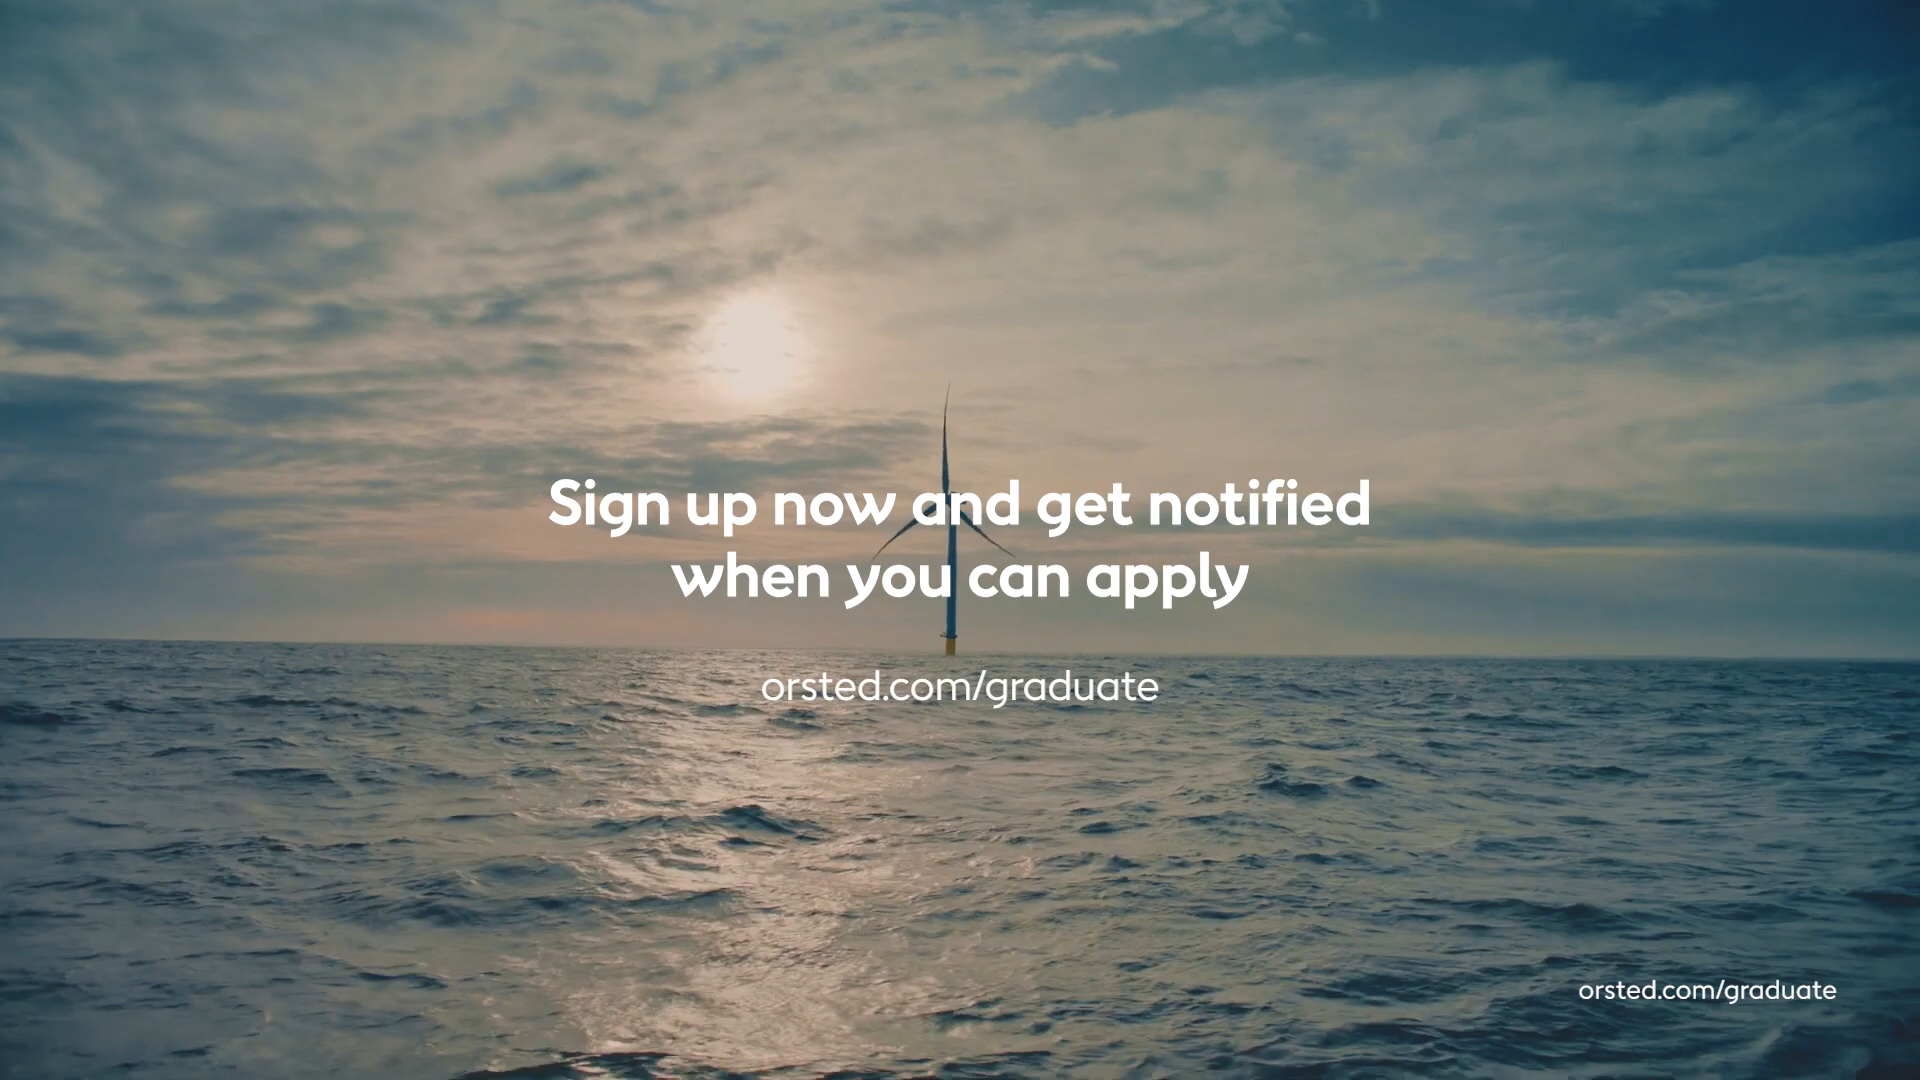 Sign up now and get notified
when you can apply
orsted.com/graduate
orsted.com/graduate